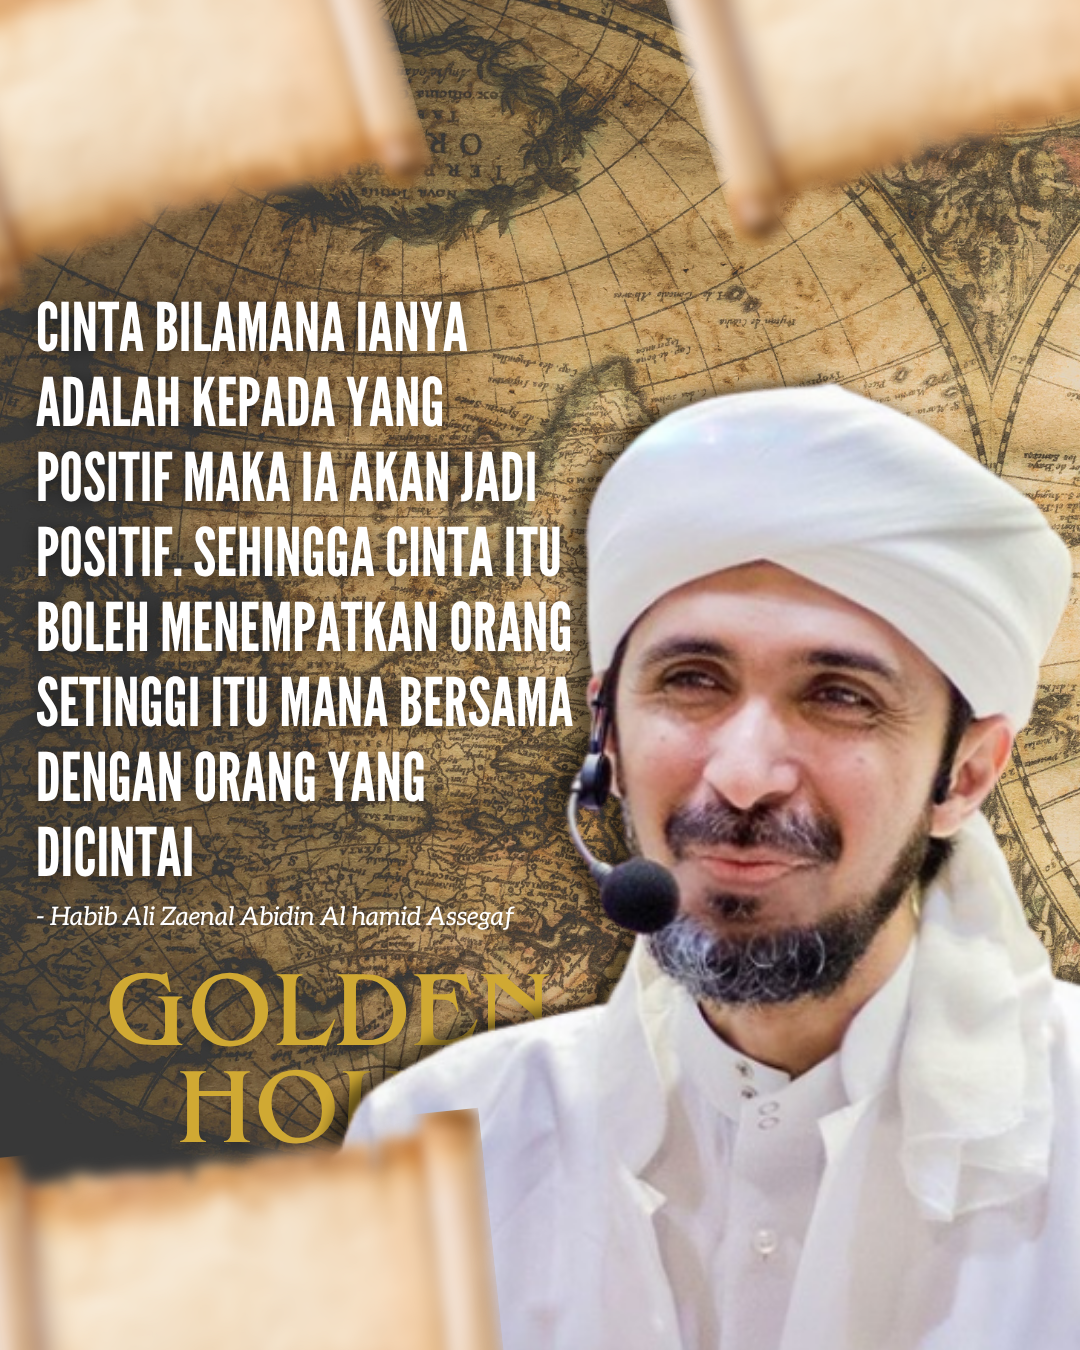 CINTA BILAMANA IANYA
ADALAH KEPADA YANG
POSITIF MAKA IA AKAN JADI
POSITIF. SEHINGGA CINTA ITU
BOLEH MENEMPATKAN ORANG
SETINGGI ITU MANA BERSAMA
DENGAN ORANG YANG
DICINTAI
- Habib Ali Zaenal Abidin Al hamid Assegaf
GOLDEN